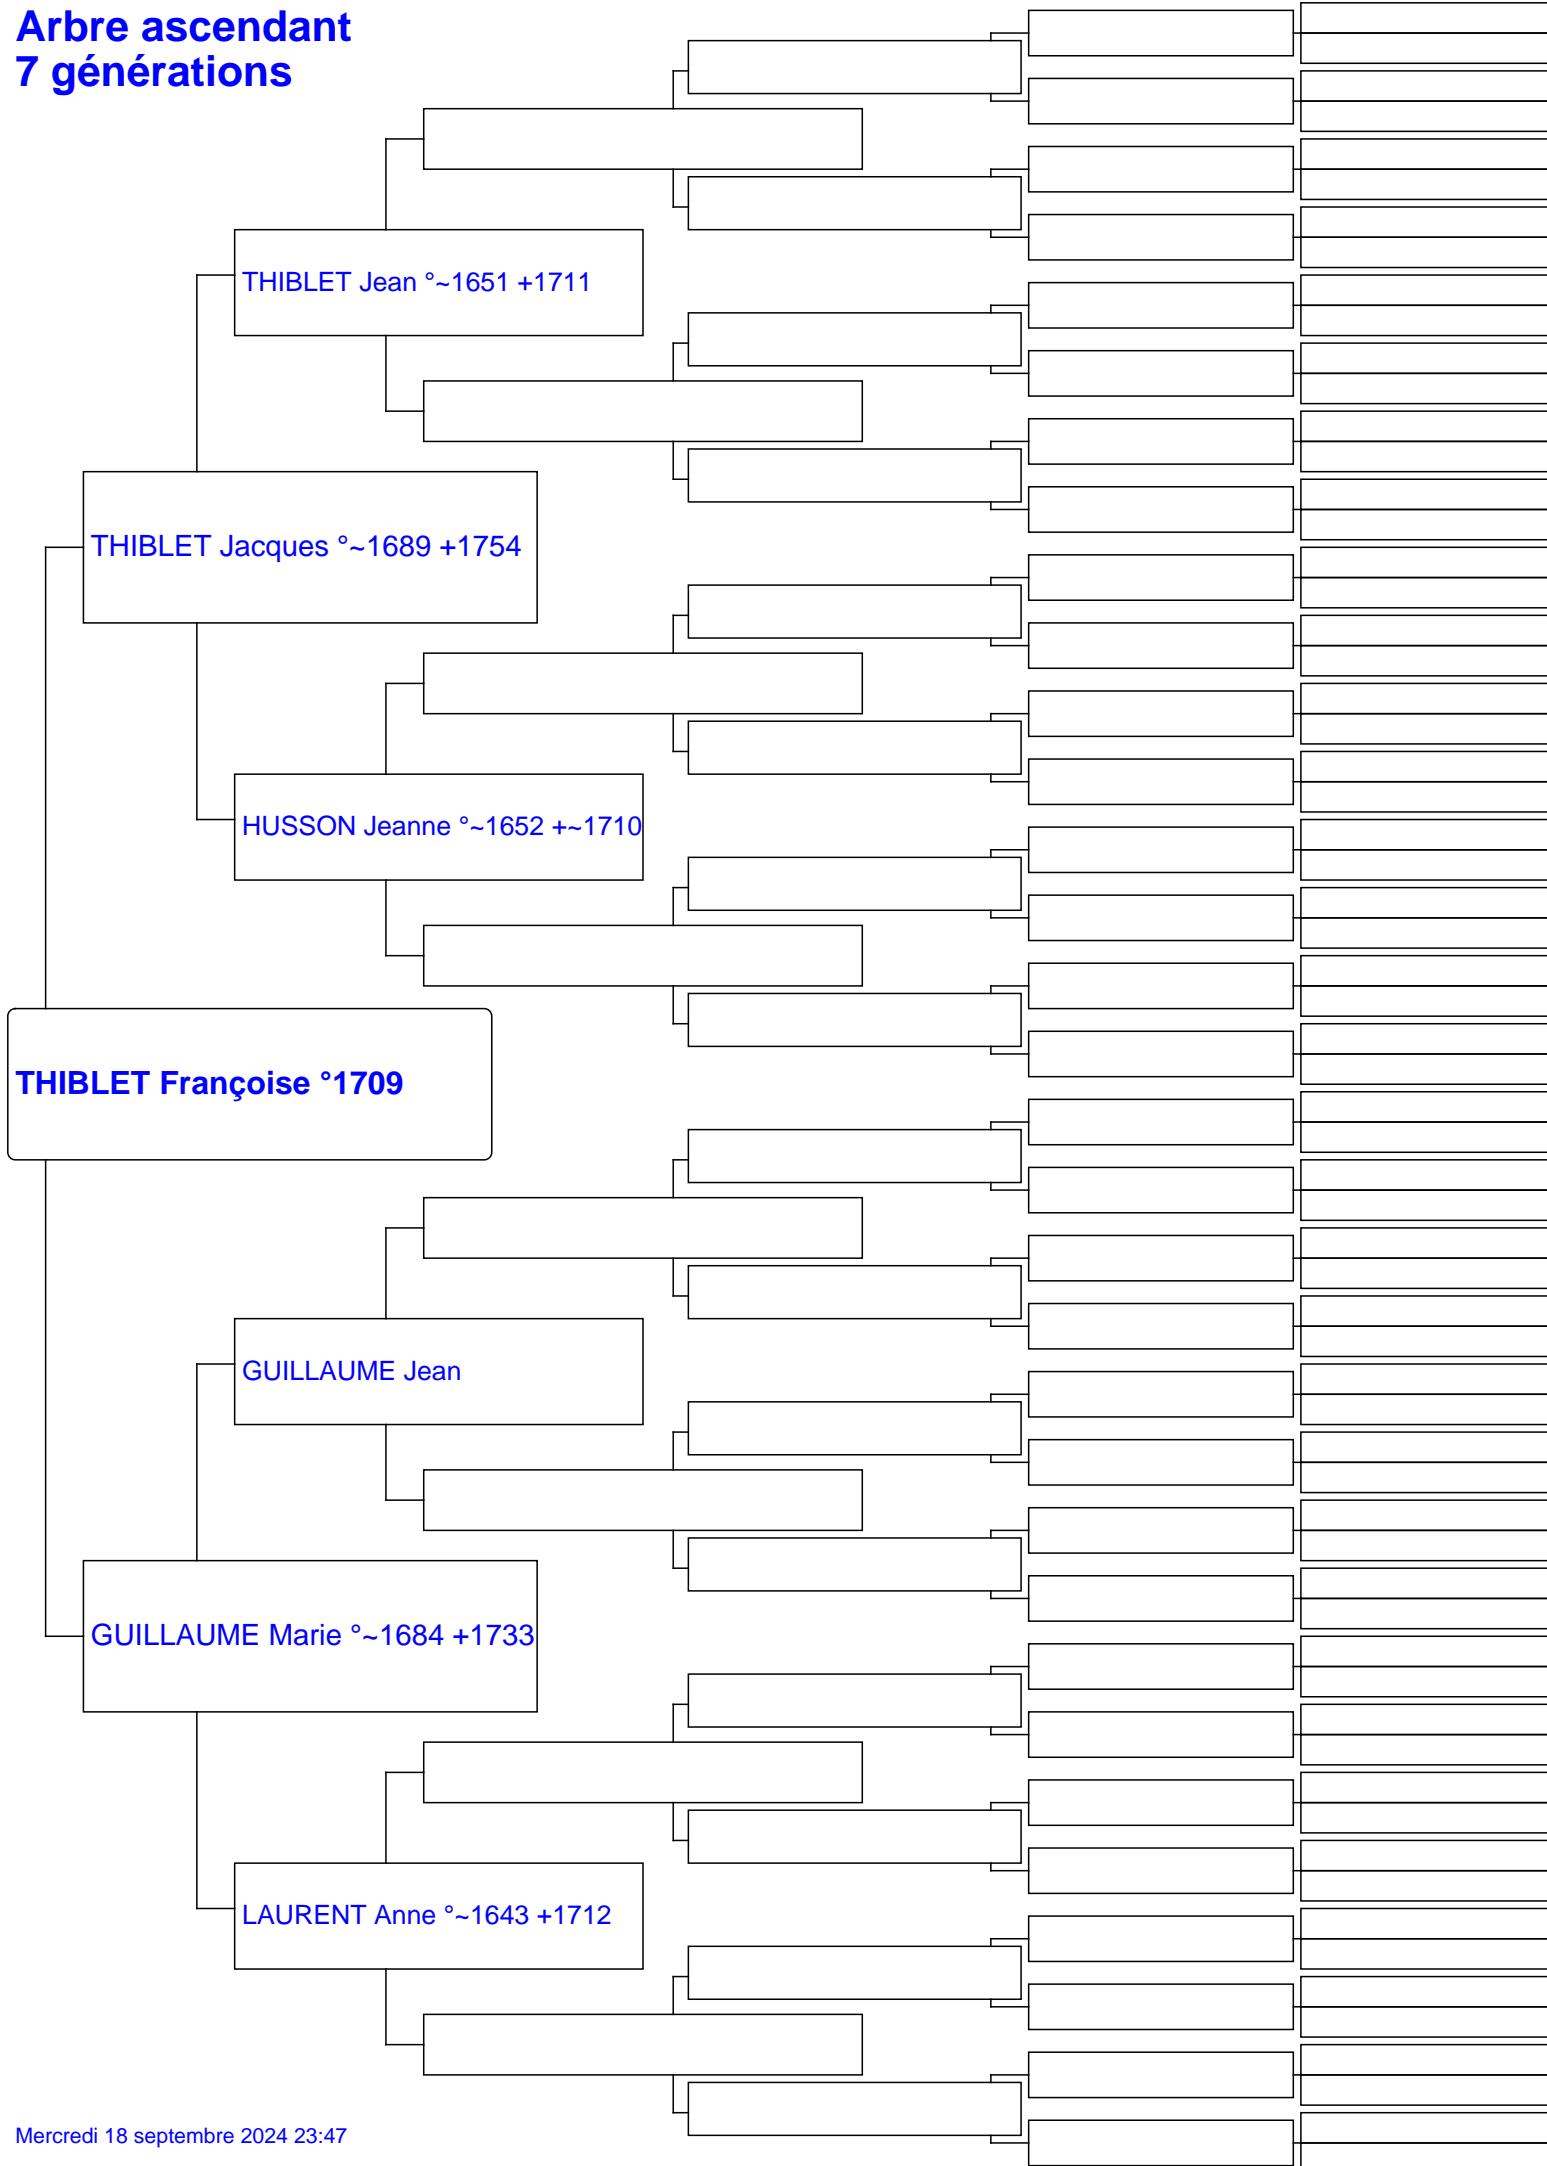 Arbre ascendant
7 générations
THIBLET Jean °~1651 +1711
THIBLET Jacques °~1689 +1754
HUSSON Jeanne °~1652 +~1710
THIBLET Françoise °1709
GUILLAUME Jean
GUILLAUME Marie °~1684 +1733
LAURENT Anne °~1643 +1712
Mercredi 18 septembre 2024 23:47